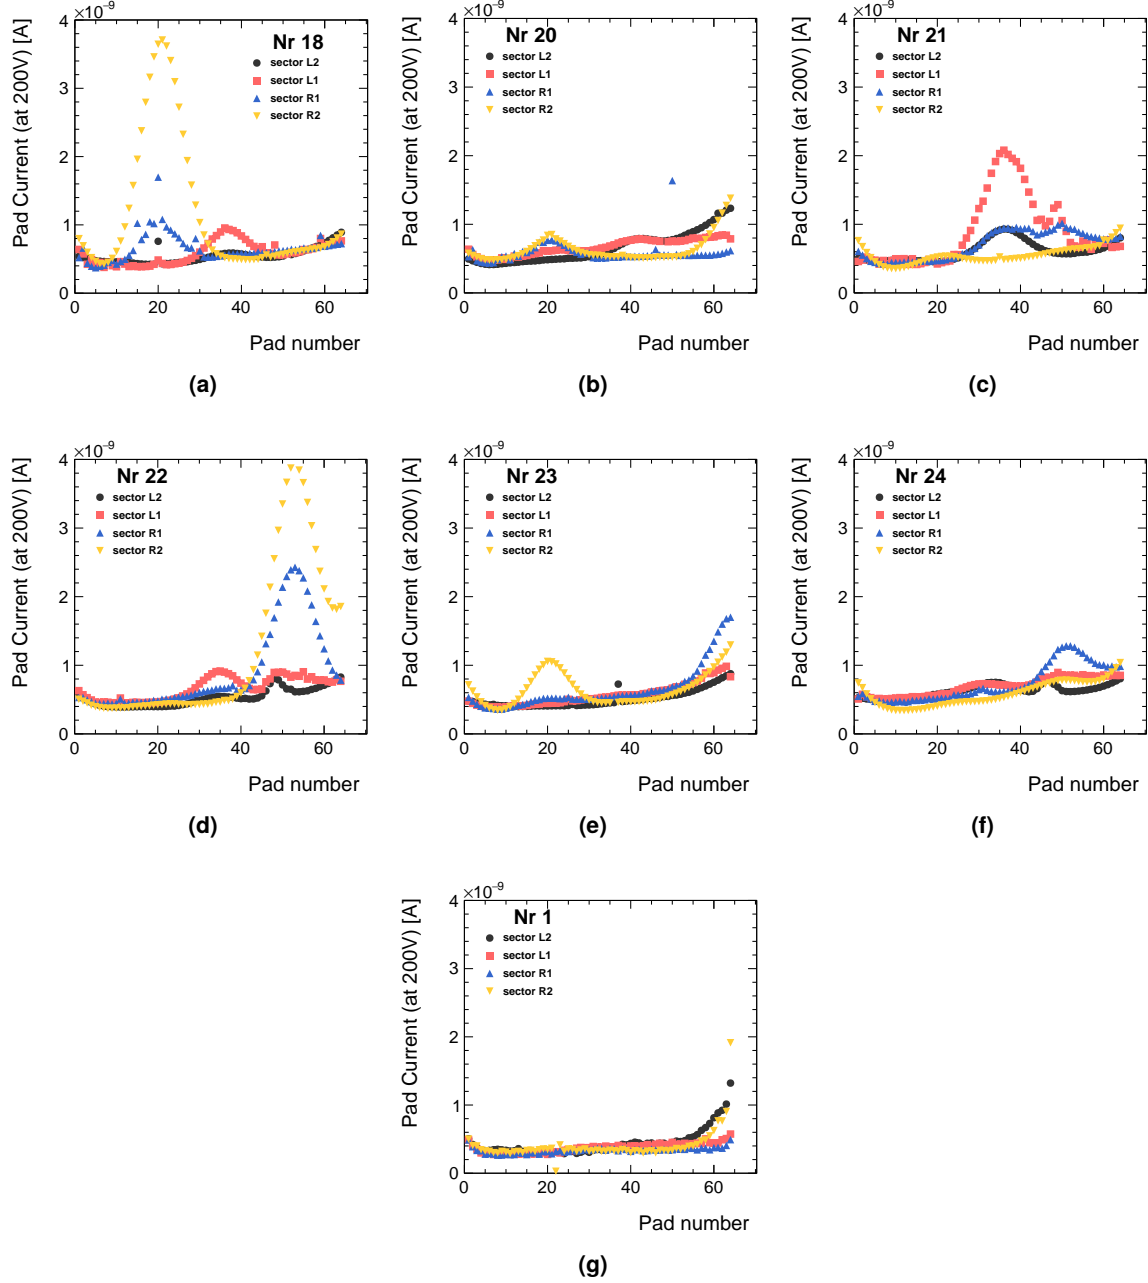 ×10⁻⁹
Pad Current (at 200V) [A]
4
3
2
1
0
0 20 40 60
Pad number
Nr 18
sector L2
sector L1
sector R1
sector R2
(a)
×10⁻⁹
Pad Current (at 200V) [A]
4
3
2
1
0
0 20 40 60
Pad number
Nr 20
sector L2
sector L1
sector R1
sector R2
(b)
×10⁻⁹
Pad Current (at 200V) [A]
4
3
2
1
0
0 20 40 60
Pad number
Nr 21
sector L2
sector L1
sector R1
sector R2
(c)
×10⁻⁹
Pad Current (at 200V) [A]
4
3
2
1
0
0 20 40 60
Pad number
Nr 22
sector L2
sector L1
sector R1
sector R2
(d)
×10⁻⁹
Pad Current (at 200V) [A]
4
3
2
1
0
0 20 40 60
Pad number
Nr 23
sector L2
sector L1
sector R1
sector R2
(e)
×10⁻⁹
Pad Current (at 200V) [A]
4
3
2
1
0
0 20 40 60
Pad number
Nr 24
sector L2
sector L1
sector R1
sector R2
(f)
×10⁻⁹
Pad Current (at 200V) [A]
4
3
2
1
0
0 20 40 60
Pad number
Nr 1
sector L2
sector L1
sector R1
sector R2
(g)